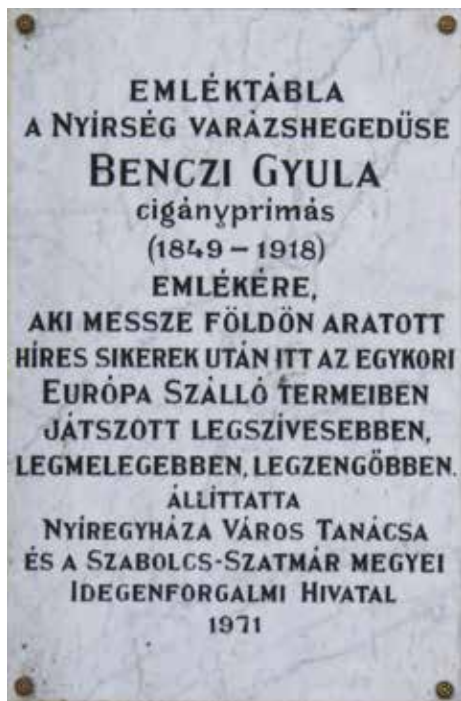 EMLÉKTÁBLA
A NYÍRSÉG VARÁZSHEGEDŰSE
BENCZI GYULA
cigányprimás
(1849 – 1918)
EMLÉKÉRE,
AKI MESSZE FÖLDÖN ARATOTT
HÍRES SIKEREK UTÁN ITT AZ EGYKORI
EURÓPA SZÁLLÓ TERMEIBEN
JÁTSZOTT LEGSZÍVESEBBEN,
LEGMELEGEBBEN, LEGZENGŐBBEN.
ÁLLÍTTATTA
NYÍREGYHÁZA VÁROS TANÁCSA
ÉS A SZABOLCS-SZATMÁR MEGYEI
IDEGENFORGALMI HIVATAL
1971